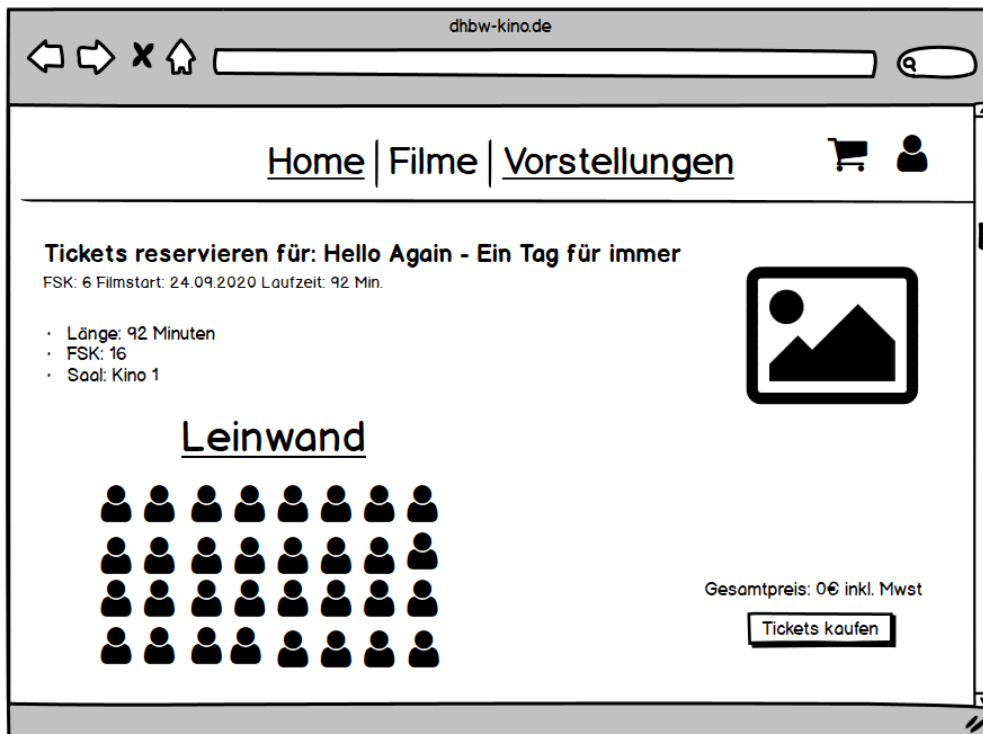 dhbw-kino.de
Home | Filme | Vorstellungen
Tickets reservieren für: Hello Again - Ein Tag für immer
FSK: 6 Filmstart: 24.09.2020 Laufzeit: 92 Min.
· Länge: 92 Minuten
· FSK: 16
· Saal: Kino 1
Leinwand
Gesamtpreis: 0€ inkl. Mwst
Tickets kaufen